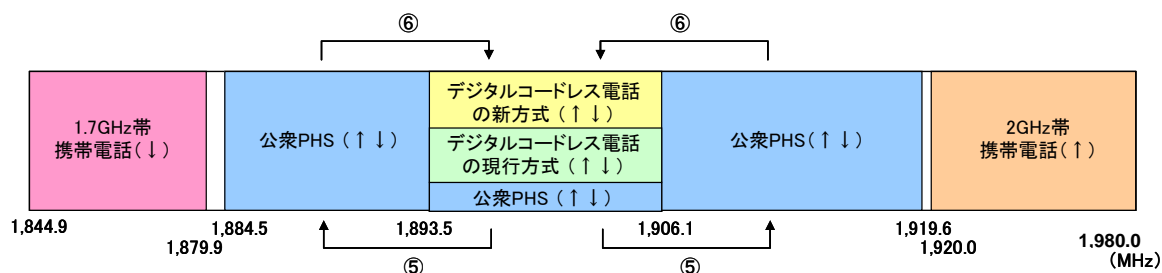 ⑥
⑥
1.7GHz帯
携帯電話(↓)
公衆PHS(↑↓)
デジタルコードレス電話
の新方式(↑↓)
デジタルコードレス電話
の現行方式(↑↓)
公衆PHS(↑↓)
公衆PHS(↑↓)
2GHz帯
携帯電話(↑)
1,844.9
1,879.9
1,884.5
1,893.5
1,906.1
1,919.6
1,920.0
1,980.0
(MHz)
⑤
⑤